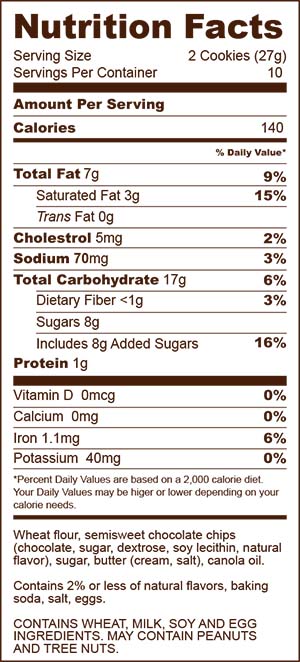 Nutrition Facts
Serving Size 2 Cookies (27g)
Servings Per Container 10
Amount Per Serving
Calories 140
% Daily Value*
Total Fat 7g 9%
Saturated Fat 3g 15%
Trans Fat 0g
Cholestrol 5mg 2%
Sodium 70mg 3%
Total Carbohydrate 17g 6%
Dietary Fiber <1g 3%
Sugars 8g
Includes 8g Added Sugars 16%
Protein 1g
Vitamin D 0mcg 0%
Calcium 0mg 0%
Iron 1.1mg 6%
Potassium 40mg 0%
*Percent Daily Values are based on a 2,000 calorie diet.
Your Daily Values may be higer or lower depending on your
calorie needs.
Wheat flour, semisweet chocolate chips
(chocolate, sugar, dextrose, soy lecithin, natural
flavor), sugar, butter (cream, salt), canola oil.
Contains 2% or less of natural flavors, baking
soda, salt, eggs.
CONTAINS WHEAT, MILK, SOY AND EGG
INGREDIENTS. MAY CONTAIN PEANUTS
AND TREE NUTS.